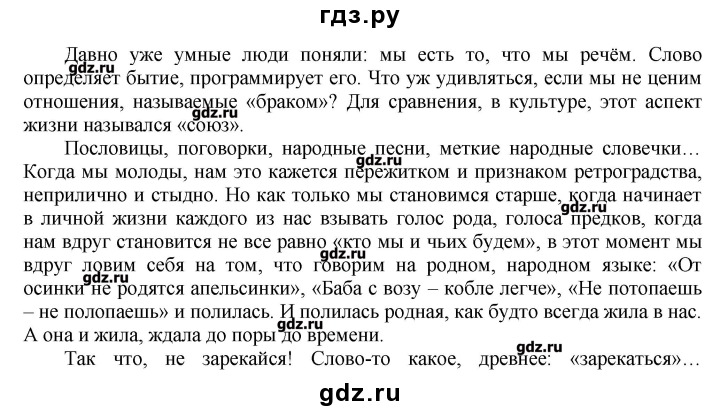 гдз.ру
Давно уже умные люди поняли: мы есть то, что мы речём. Слово
gdz.ru
определяет бытие, программирует его. Что уж удивляться, если мы не ценим
отношения, называемые «браком»? Для сравнения, в культуре, этот аспект
gdz.ru
жизни назывался «союз».
Пословицы, поговорки, народные песни, меткие народные словечки…
gdz.ru
Когда мы молоды, нам это кажется пережитком и признаком ретроградства,
неприлично и стыдно. Но как только мы становимся старше, когда начинает
gdz.ru
в личной жизни каждого из нас взывать голос рода, голоса предков, когда
нам вдруг становится не все равно «кто мы и чьих будем», в этот момент мы
gdz.ru
вдруг ловим себя на том, что говорим на родном, народном языке: «От
gdz.ru
осинки не родятся апельсинки», «Баба с возу – кобле легче», «Не потопаешь
– не полопаешь» и полилась. И полилась родная, как будто всегда жила в нас.
gdz.ru
А она и жила, ждала до поры до времени.
gdz.ru
Так что, не зарекайся! Слово-то какое, древнее: «зарекаться»…
gdz.ru